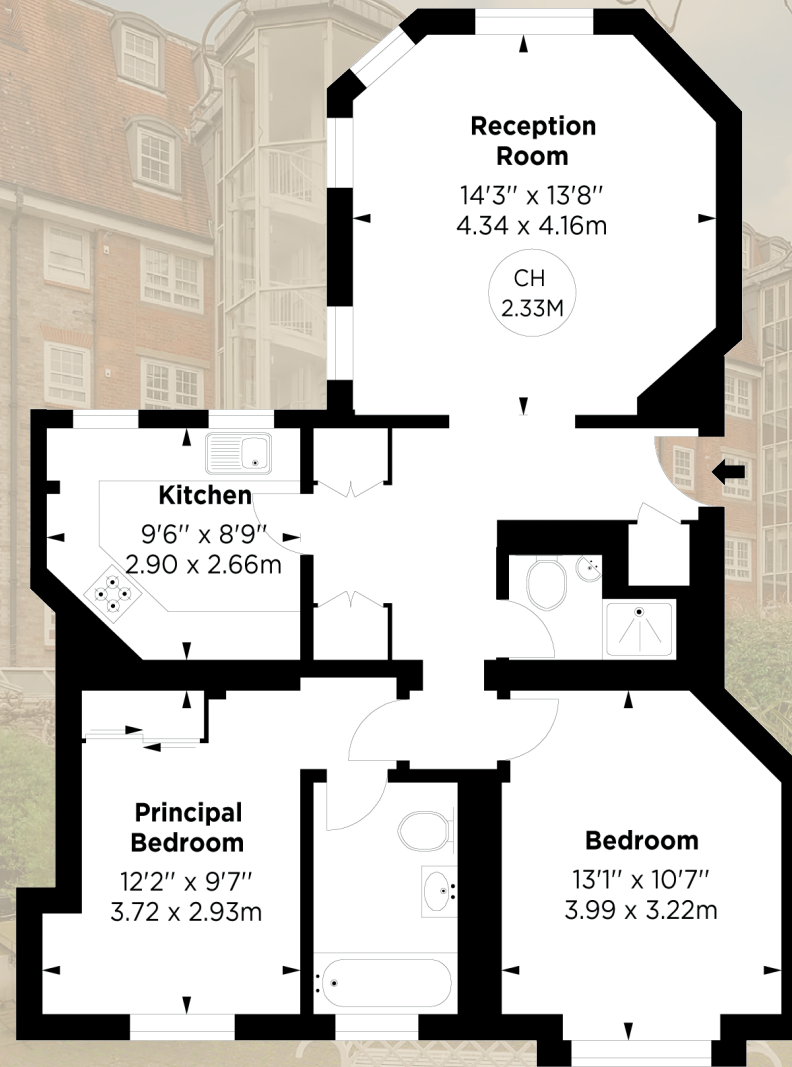 Reception
Room
14'3'' x 13'8''
4.34 x 4.16m
CH
2.33M
Kitchen
9'6'' x 8'9''
2.90 x 2.66m
Principal
Bedroom
12'2'' x 9'7''
3.72 x 2.93m
Bedroom
13'1'' x 10'7''
3.99 x 3.22m